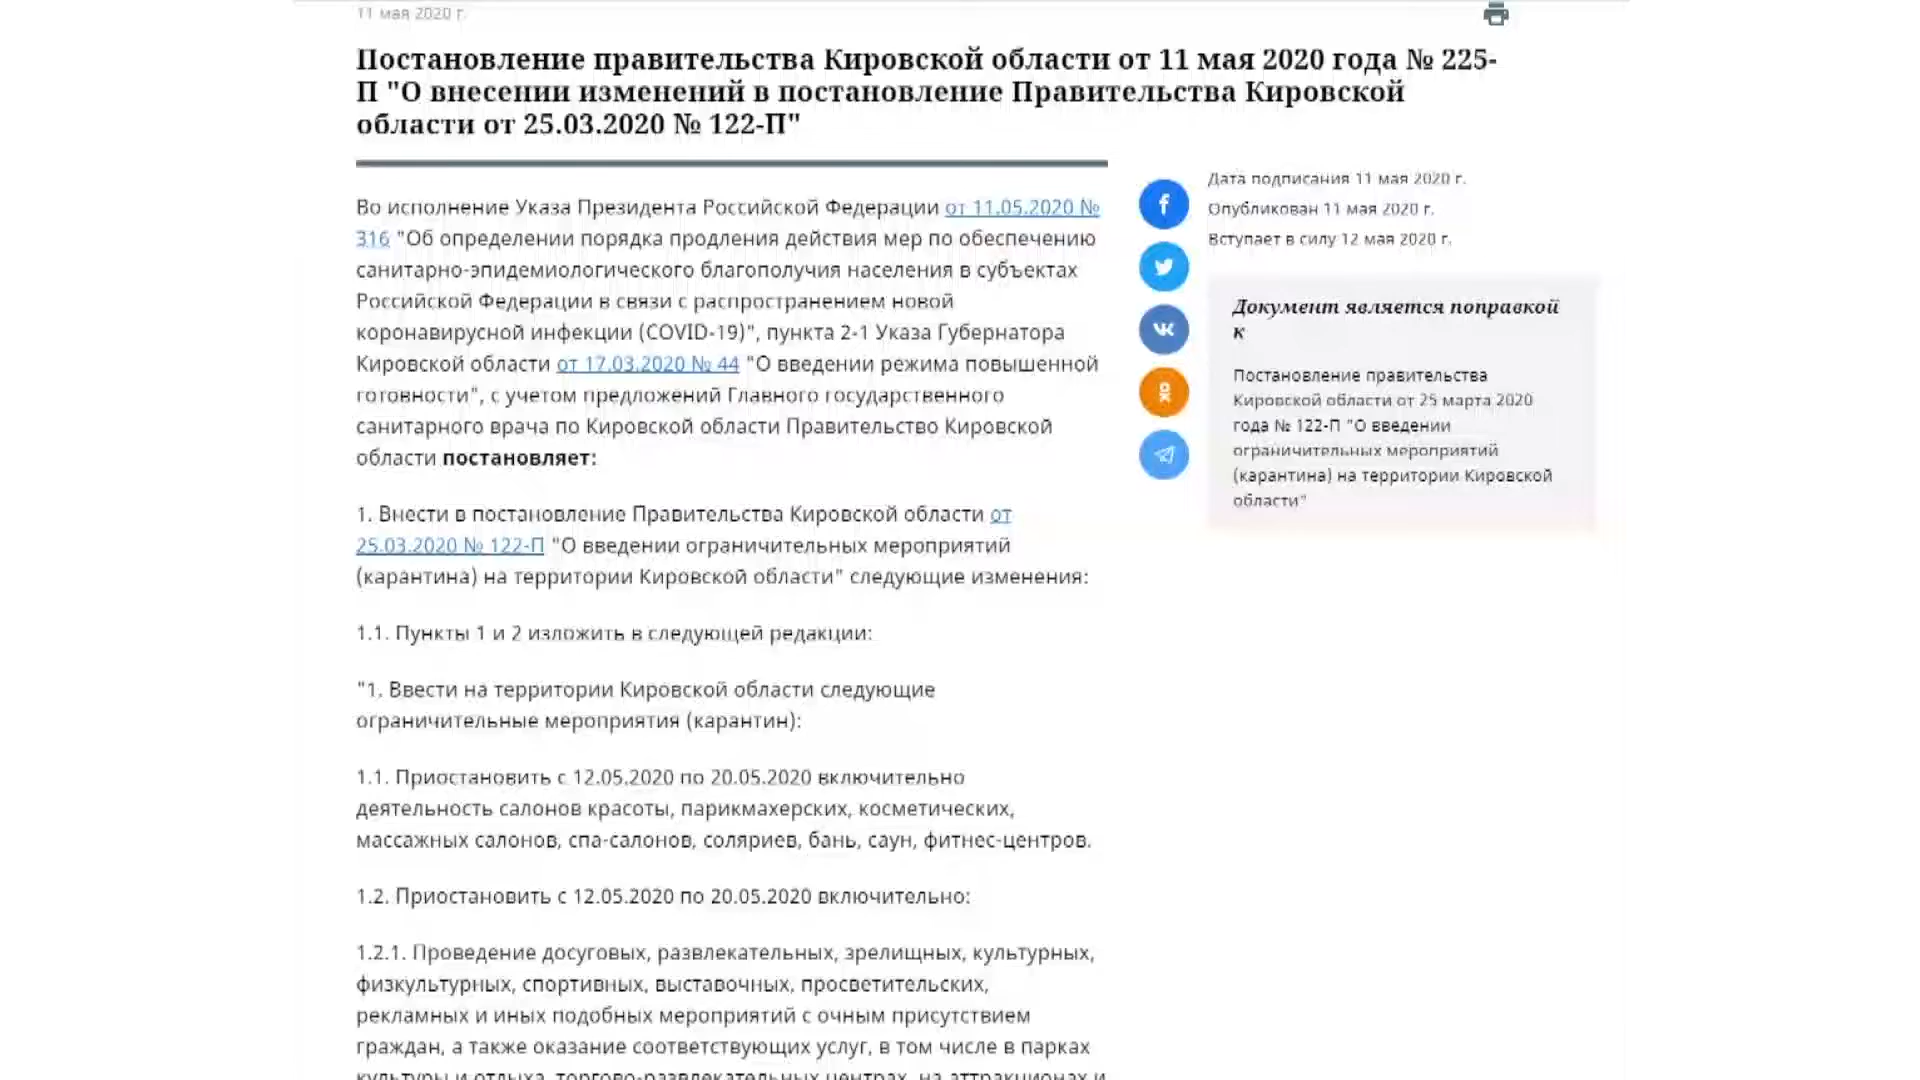 11 мая 2020 г.
Постановление правительства Кировской области от 11 мая 2020 года № 225-
П "О внесении изменений в постановление Правительства Кировской
области от 25.03.2020 № 122-П"
Во исполнение Указа Президента Российской Федерации от 11.05.2020 №
316 "Об определении порядка продления действия мер по обеспечению
санитарно-эпидемиологического благополучия населения в субъектах
Российской Федерации в связи с распространением новой
коронавирусной инфекции (COVID-19)", пункта 2-1 Указа Губернатора
Кировской области от 17.03.2020 № 44 "О введении режима повышенной
готовности", с учетом предложений Главного государственного
санитарного врача по Кировской области Правительство Кировской
области постановляет:
1. Внести в постановление Правительства Кировской области от
25.03.2020 № 122-П "О введении ограничительных мероприятий
(карантина) на территории Кировской области" следующие изменения:
1.1. Пункты 1 и 2 изложить в следующей редакции:
"1. Ввести на территории Кировской области следующие
ограничительные мероприятия (карантин):
1.1. Приостановить с 12.05.2020 по 20.05.2020 включительно
деятельность салонов красоты, парикмахерских, косметических,
массажных салонов, спа-салонов, соляриев, бань, саун, фитнес-центров.
1.2. Приостановить с 12.05.2020 по 20.05.2020 включительно:
1.2.1. Проведение досуговых, развлекательных, зрелищных, культурных,
физкультурных, спортивных, выставочных, просветительских,
рекламных и иных подобных мероприятий с очным присутствием
граждан, а также оказание соответствующих услуг, в том числе в парках
культуры и отдыха, торгово-развлекательных центрах, на аттракционах и
Дата подписания 11 мая 2020 г.
Опубликован 11 мая 2020 г.
Вступает в силу 12 мая 2020 г.
Документ является поправкой
к
Постановление правительства
Кировской области от 25 марта 2020
года № 122-П "О введении
ограничительных мероприятий
(карантина) на территории Кировской
области"